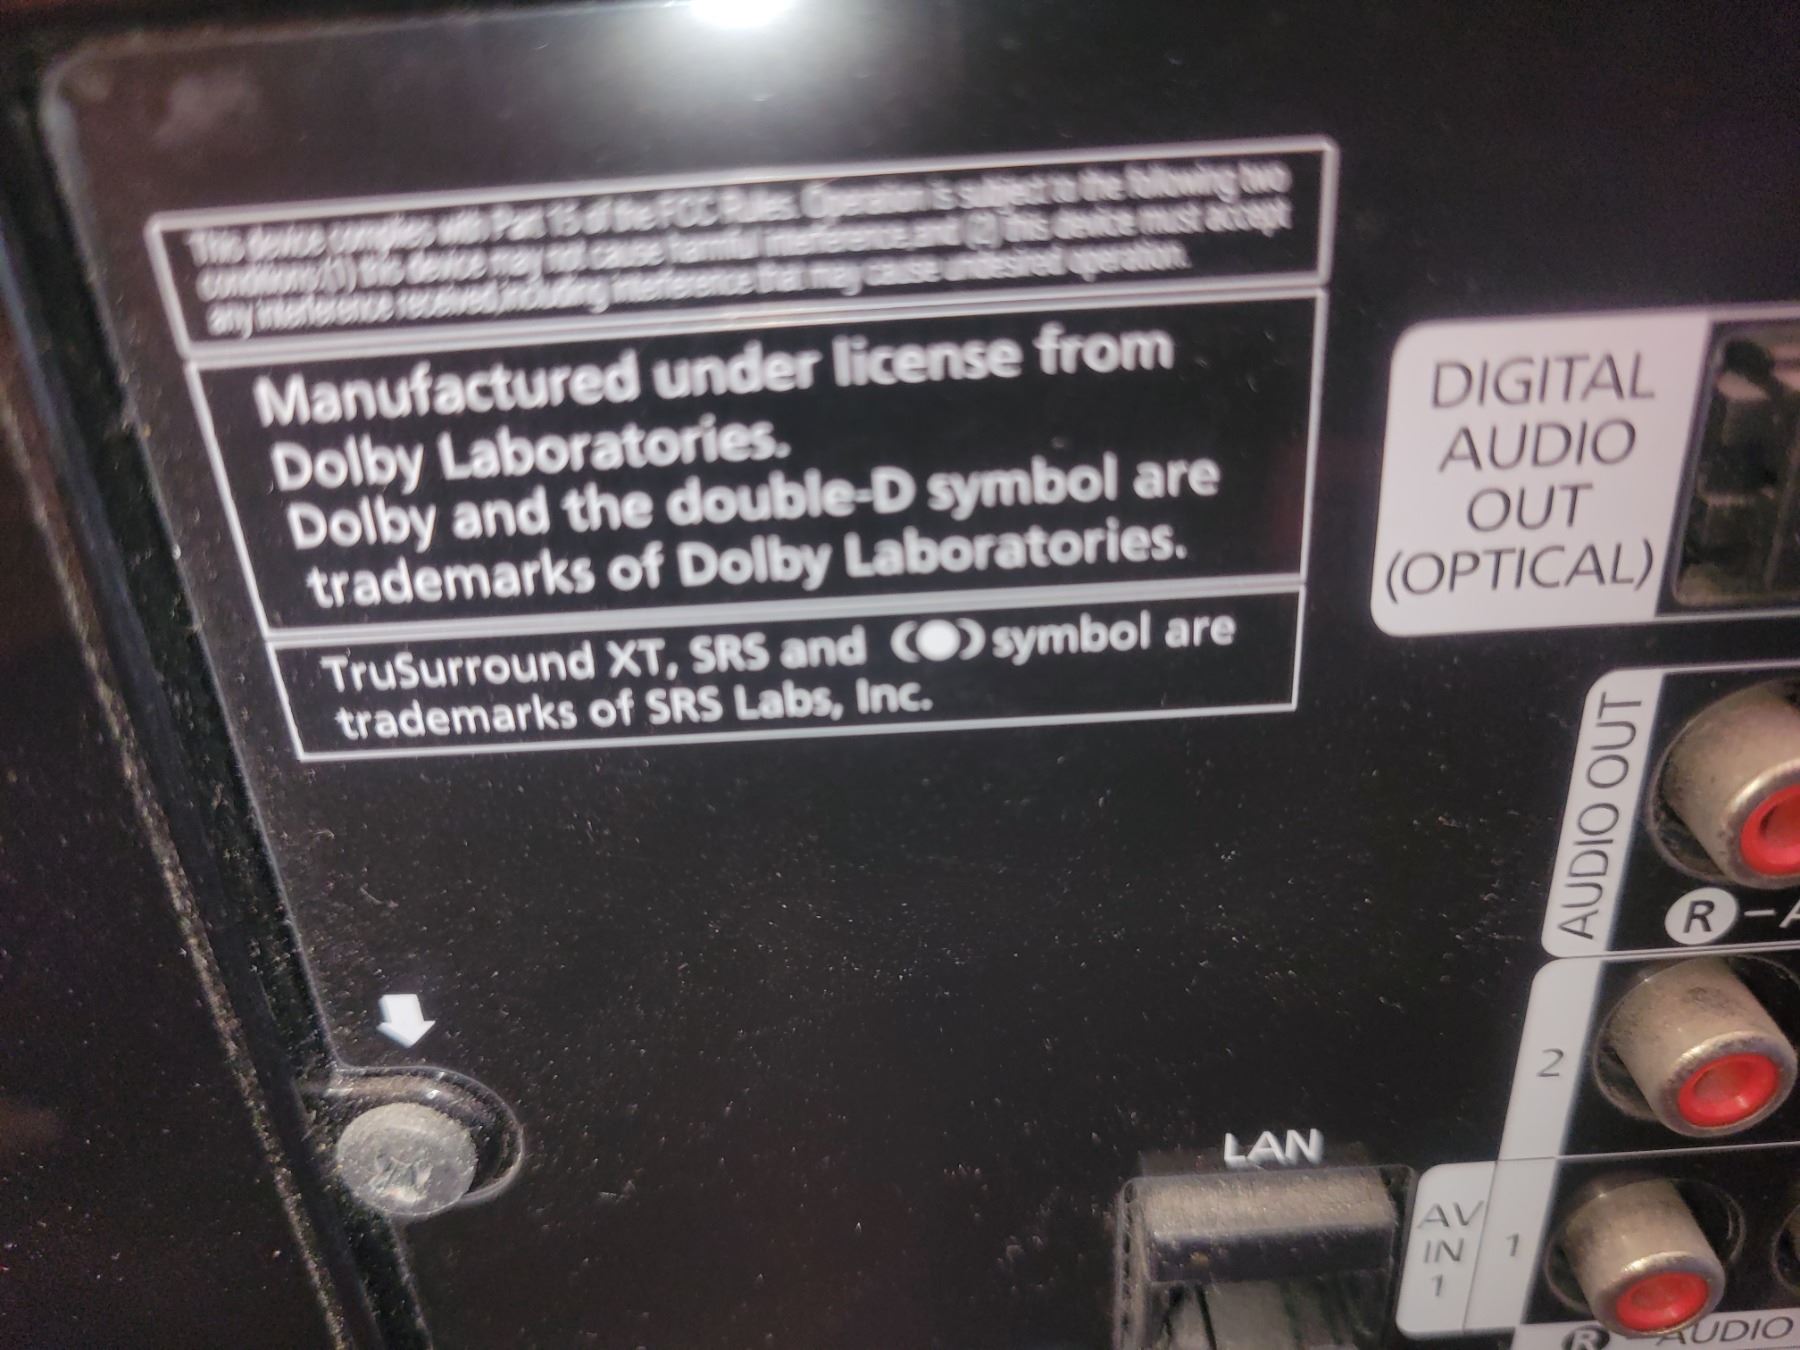 This device complies with Part 15 of the FCC Rules. Operation is subject to the following two
conditions:(1) this device may not cause harmful interference,and (2) this device must accept
any interference received,including interference that may cause undesired operation.
Manufactured under license from
Dolby Laboratories.
Dolby and the double-D symbol are
trademarks of Dolby Laboratories.
TruSurround XT, SRS and symbol are
trademarks of SRS Labs, Inc.
DIGITAL
AUDIO
OUT
(OPTICAL)
AUDIO OUT
R
2
LAN
AV
IN
1
1
R
AUDIO